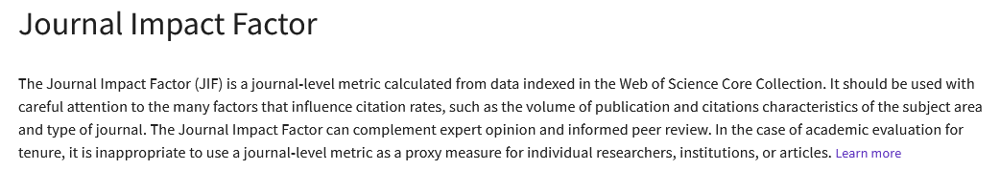 Journal Impact Factor
The Journal Impact Factor (JIF) is a journal-level metric calculated from data indexed in the Web of Science Core Collection. It should be used with
careful attention to the many factors that influence citation rates, such as the volume of publication and citations characteristics of the subject area
and type of journal. The Journal Impact Factor can complement expert opinion and informed peer review. In the case of academic evaluation for
tenure, it is inappropriate to use a journal-level metric as a proxy measure for individual researchers, institutions, or articles. Learn more